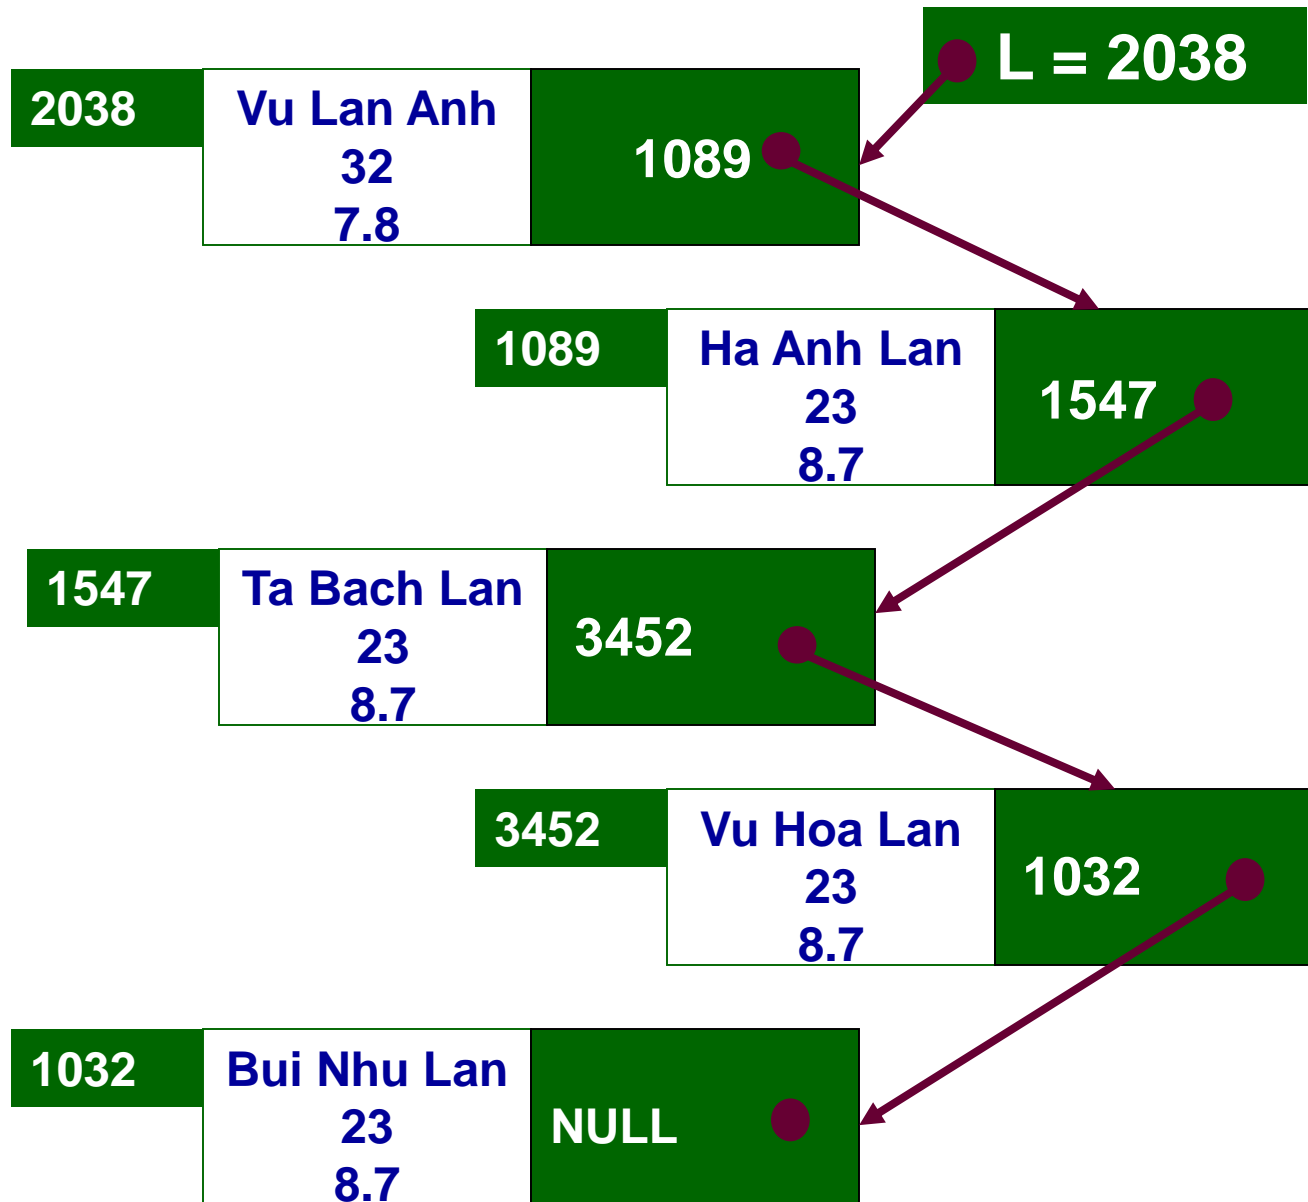 L = 2038
2038
Vu Lan Anh
32
7.8
1089
1089
Ha Anh Lan
23
8.7
1547
1547
Ta Bach Lan
23
8.7
3452
3452
Vu Hoa Lan
23
8.7
1032
1032
Bui Nhu Lan
23
8.7
NULL